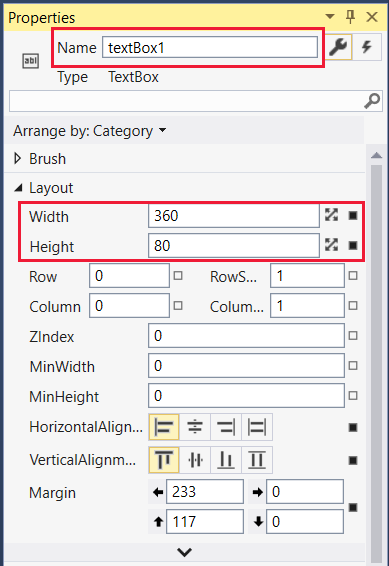 Properties
Name textBox1
abl
Type TextBox
Arrange by: Category
Brush
Layout
Width 360
Height 80
Row 0 RowS... 1
Column 0 Colum... 1
ZIndex 0
MinWidth 0
MinHeight 0
HorizontalAlign...
VerticalAlignm...
Margin 233 0
117 0